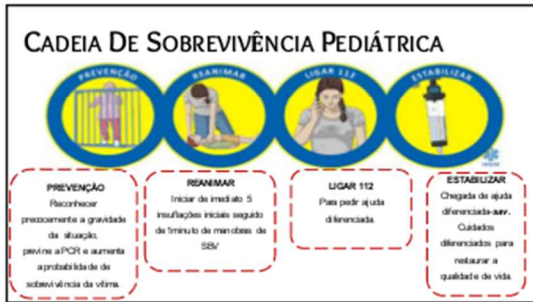 CADEIA DE SOBREVIVÊNCIA PEDIÁTRICA
PREVENÇÃO
REANIMAR
LIGAR 112
ESTABILIZAR
PREVENÇÃO
Reconhecer
precocemente a gravidade
da situação,
previne a PCR e aumenta
a probabilidade de
sobrevivência da vítima.
REANIMAR
Iniciar de imediato 5
insuflações iniciais seguido
de 1minuto de manobras de
SBV
LIGAR 112
Para pedir ajuda
diferenciada.
ESTABILIZAR
Chegada de ajuda
diferenciada-sav.
Cuidados
diferenciados para
restaurar a
qualidade de vida.